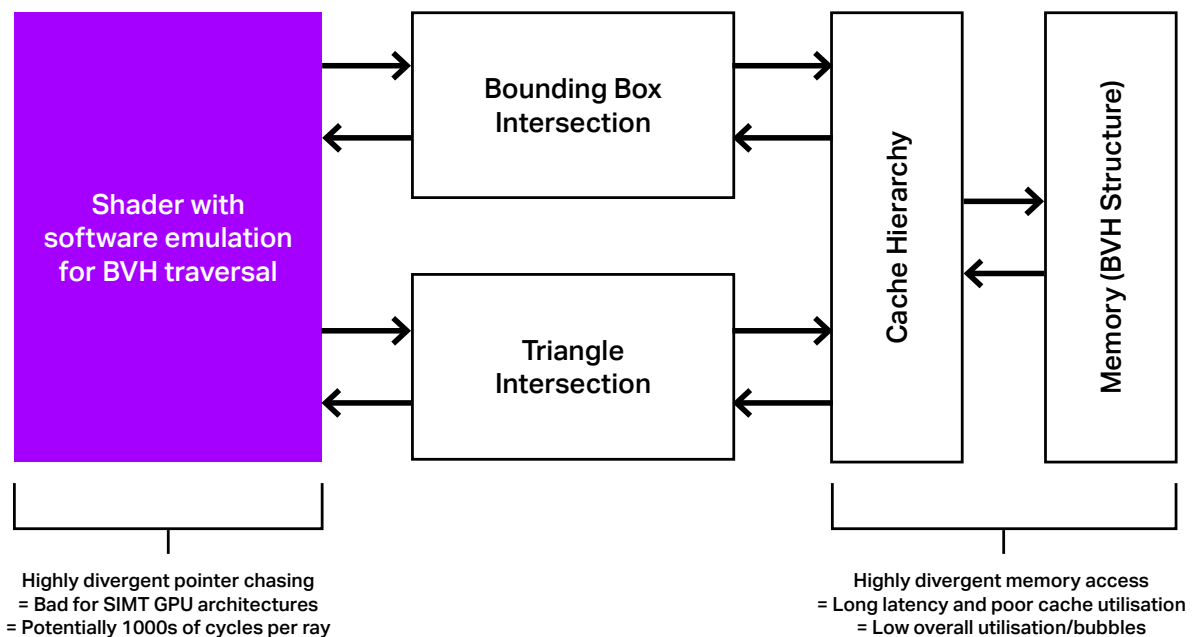 Shader with
software emulation
for BVH traversal
Bounding Box
Intersection
Triangle
Intersection
Cache Hierarchy
Memory (BVH Structure)
Highly divergent pointer chasing
= Bad for SIMT GPU architectures
= Potentially 1000s of cycles per ray
Highly divergent memory access
= Long latency and poor cache utilisation
= Low overall utilisation/bubbles